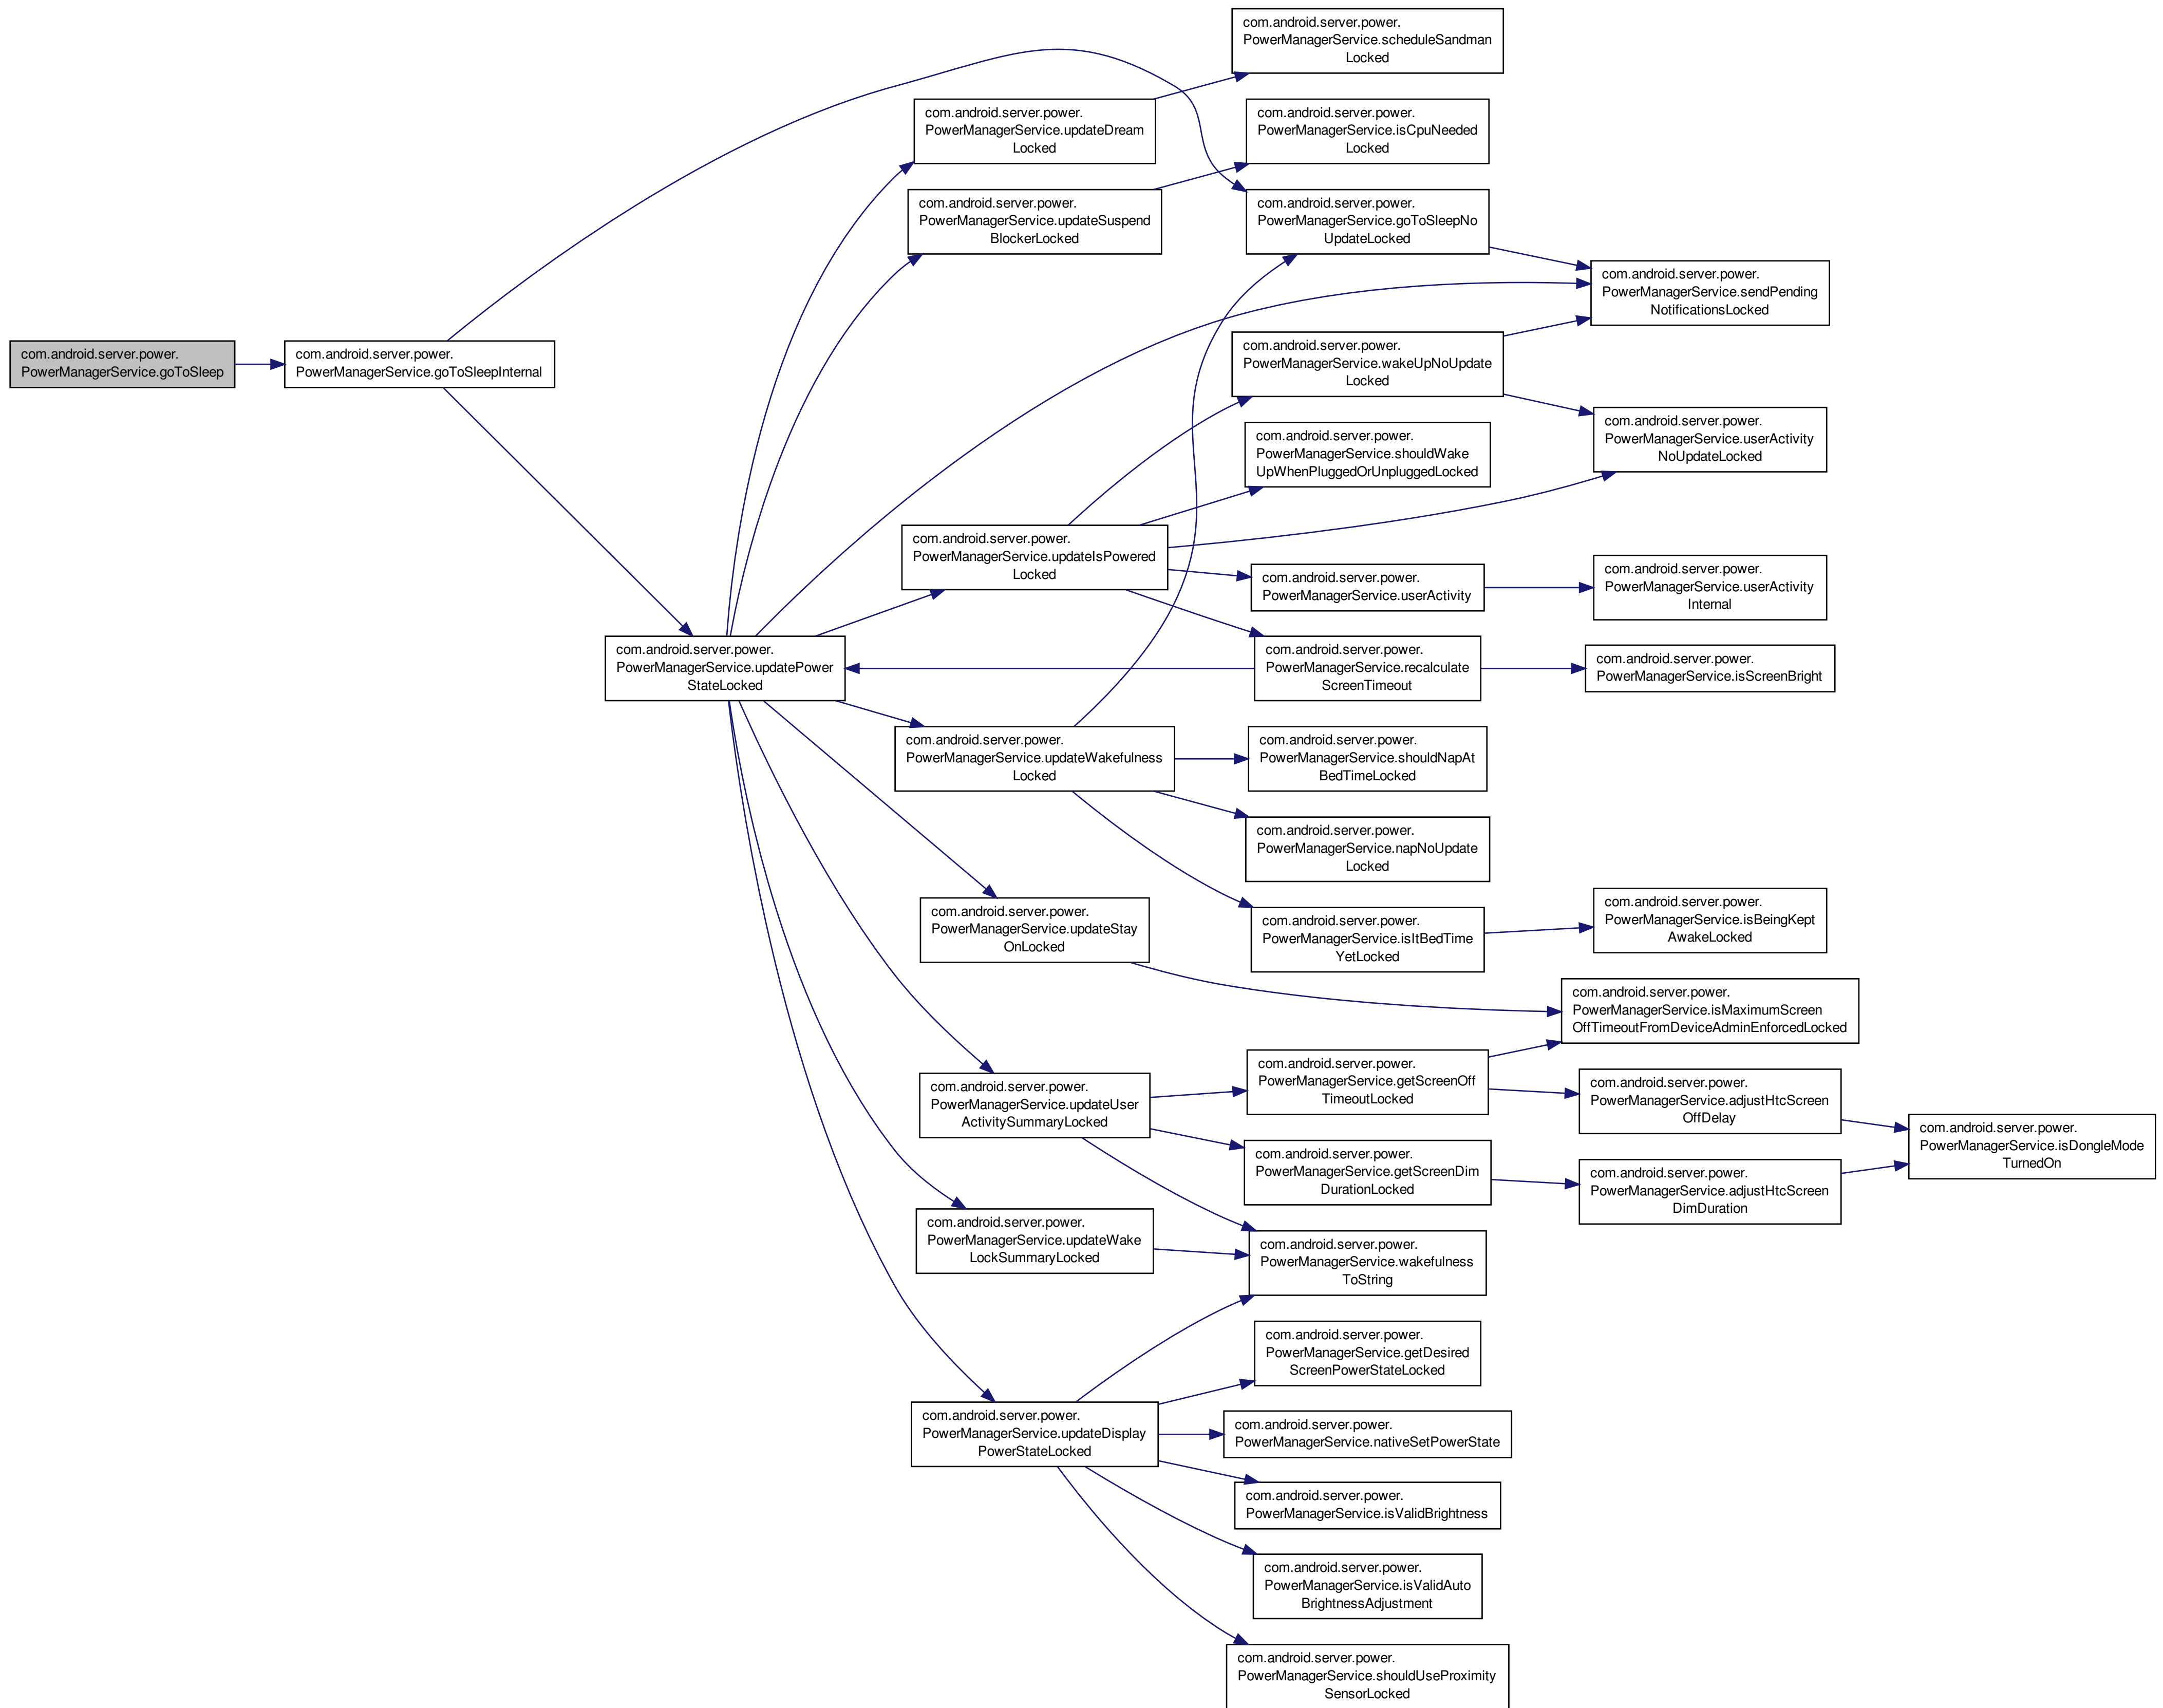 com.android.server.power.
PowerManagerService.goToSleep
com.android.server.power.
PowerManagerService.goToSleepInternal
com.android.server.power.
PowerManagerService.updatePower
StateLocked
com.android.server.power.
PowerManagerService.updateDream
Locked
com.android.server.power.
PowerManagerService.updateSuspend
BlockerLocked
com.android.server.power.
PowerManagerService.updateIsPowered
Locked
com.android.server.power.
PowerManagerService.updateWakefulness
Locked
com.android.server.power.
PowerManagerService.updateStay
OnLocked
com.android.server.power.
PowerManagerService.updateUser
ActivitySummaryLocked
com.android.server.power.
PowerManagerService.updateWake
LockSummaryLocked
com.android.server.power.
PowerManagerService.updateDisplay
PowerStateLocked
com.android.server.power.
PowerManagerService.scheduleSandman
Locked
com.android.server.power.
PowerManagerService.isCpuNeeded
Locked
com.android.server.power.
PowerManagerService.goToSleepNo
UpdateLocked
com.android.server.power.
PowerManagerService.wakeUpNoUpdate
Locked
com.android.server.power.
PowerManagerService.shouldWake
UpWhenPluggedOrUnpluggedLocked
com.android.server.power.
PowerManagerService.userActivity
com.android.server.power.
PowerManagerService.recalculate
ScreenTimeout
com.android.server.power.
PowerManagerService.shouldNapAt
BedTimeLocked
com.android.server.power.
PowerManagerService.napNoUpdate
Locked
com.android.server.power.
PowerManagerService.isItBedTime
YetLocked
com.android.server.power.
PowerManagerService.getScreenOff
TimeoutLocked
com.android.server.power.
PowerManagerService.getScreenDim
DurationLocked
com.android.server.power.
PowerManagerService.wakefulness
ToString
com.android.server.power.
PowerManagerService.getDesired
ScreenPowerStateLocked
com.android.server.power.
PowerManagerService.nativeSetPowerState
com.android.server.power.
PowerManagerService.isValidBrightness
com.android.server.power.
PowerManagerService.isValidAuto
BrightnessAdjustment
com.android.server.power.
PowerManagerService.shouldUseProximity
SensorLocked
com.android.server.power.
PowerManagerService.sendPending
NotificationsLocked
com.android.server.power.
PowerManagerService.userActivity
NoUpdateLocked
com.android.server.power.
PowerManagerService.userActivity
Internal
com.android.server.power.
PowerManagerService.isScreenBright
com.android.server.power.
PowerManagerService.isBeingKept
AwakeLocked
com.android.server.power.
PowerManagerService.isMaximumScreen
OffTimeoutFromDeviceAdminEnforcedLocked
com.android.server.power.
PowerManagerService.adjustHtcScreen
OffDelay
com.android.server.power.
PowerManagerService.adjustHtcScreen
DimDuration
com.android.server.power.
PowerManagerService.isDongleMode
TurnedOn